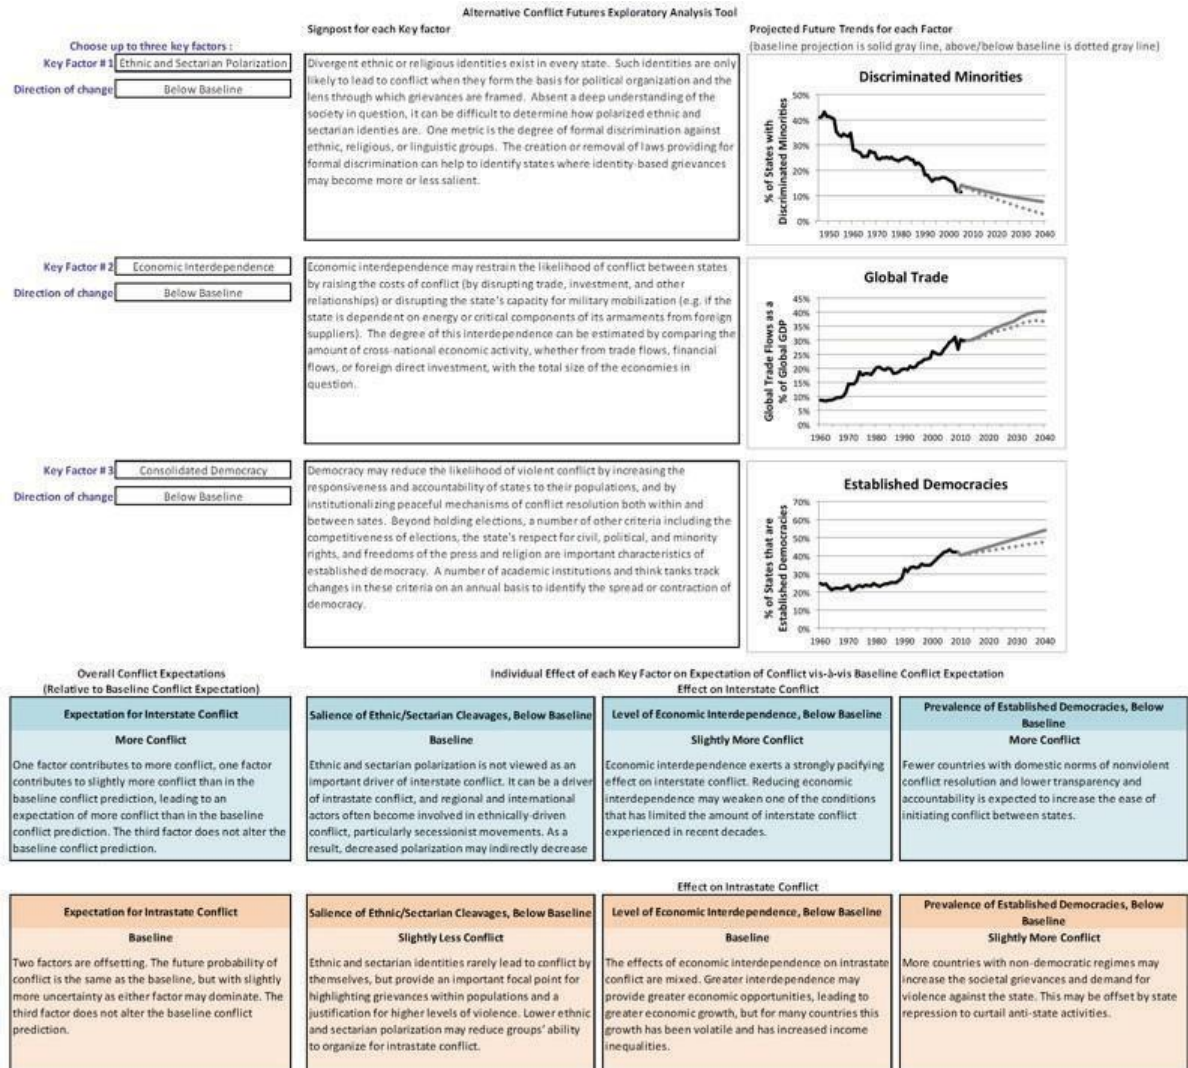 Alternative Conflict Futures Exploratory Analysis Tool
Signpost for each Key factor
Projected Future Trends for each Factor
(baseline projection is solid gray line, above/below baseline is dotted gray line)
Choose up to three key factors :
Key Factor # 1
Ethnic and Sectarian Polarization
Direction of change
Below Baseline
Divergent ethnic or religious identities exist in every state. Such identities are only
likely to lead to conflict when they form the basis for political organization and the
lens through which grievances are framed. Absent a deep understanding of the
society in question, it can be difficult to determine how polarized ethnic and
sectarian identies are. One metric is the degree of formal discrimination against
ethnic, religious, or linguistic groups. The creation or removal of laws providing for
formal discrimination can help to identify states where identity-based grievances
may become more or less salient.
Discriminated Minorities
% of States with
Discriminated Minorities
50%
40%
30%
20%
10%
0%
1950 1960 1970 1980 1990 2000 2010 2020 2030 2040
Key Factor # 2
Economic Interdependence
Direction of change
Below Baseline
Economic interdependence may restrain the likelihood of conflict between states
by raising the costs of conflict (by disrupting trade, investment, and other
relationships) or disrupting the state's capacity for military mobilization (e.g. if the
state is dependent on energy or critical components of its armaments from foreign
suppliers). The degree of this interdependence can be estimated by comparing the
amount of cross-national economic activity, whether from trade flows, financial
flows, or foreign direct investment, with the total size of the economies in
question.
Global Trade
Global Trade Flows as a
% of Global GDP
45%
40%
35%
30%
25%
20%
15%
10%
5%
0%
1960 1970 1980 1990 2000 2010 2020 2030 2040
Key Factor # 3
Consolidated Democracy
Direction of change
Below Baseline
Democracy may reduce the likelihood of violent conflict by increasing the
responsiveness and accountability of states to their populations, and by
institutionalizing peaceful mechanisms of conflict resolution both within and
between sates. Beyond holding elections, a number of other criteria including the
competitiveness of elections, the state's respect for civil, political, and minority
rights, and freedoms of the press and religion are important characteristics of
established democracy. A number of academic institutions and think tanks track
changes in these criteria on an annual basis to identify the spread or contraction of
democracy.
Established Democracies
% of States that are
Established Democracies
70%
60%
50%
40%
30%
20%
10%
0%
1960 1970 1980 1990 2000 2010 2020 2030 2040
Overall Conflict Expectations
(Relative to Baseline Conflict Expectation)
Individual Effect of each Key Factor on Expectation of Conflict vis-à-vis Baseline Conflict Expectation
Effect on Interstate Conflict
Expectation for Interstate Conflict
More Conflict
One factor contributes to more conflict, one factor
contributes to slightly more conflict than in the
baseline conflict prediction, leading to an
expectation of more conflict than in the baseline
conflict prediction. The third factor does not alter the
baseline conflict prediction.
Salience of Ethnic/Sectarian Cleavages, Below Baseline
Baseline
Ethnic and sectarian polarization is not viewed as an
important driver of interstate conflict. It can be a driver
of intrastate conflict, and regional and international
actors often become involved in ethnically-driven
conflict, particularly secessionist movements. As a
result, decreased polarization may indirectly decrease
Level of Economic Interdependence, Below Baseline
Slightly More Conflict
Economic interdependence exerts a strongly pacifying
effect on interstate conflict. Reducing economic
interdependence may weaken one of the conditions
that has limited the amount of interstate conflict
experienced in recent decades.
Prevalence of Established Democracies, Below
Baseline
More Conflict
Fewer countries with domestic norms of nonviolent
conflict resolution and lower transparency and
accountability is expected to increase the ease of
initiating conflict between states.
Effect on Intrastate Conflict
Expectation for Intrastate Conflict
Baseline
Two factors are offsetting. The future probability of
conflict is the same as the baseline, but with slightly
more uncertainty as either factor may dominate. The
third factor does not alter the baseline conflict
prediction.
Salience of Ethnic/Sectarian Cleavages, Below Baseline
Slightly Less Conflict
Ethnic and sectarian identities rarely lead to conflict by
themselves, but provide an important focal point for
highlighting grievances within populations and a
justification for higher levels of violence. Lower ethnic
and sectarian polarization may reduce groups' ability
to organize for intrastate conflict.
Level of Economic Interdependence, Below Baseline
Baseline
The effects of economic interdependence on intrastate
conflict are mixed. Greater interdependence may
provide greater economic opportunities, leading to
greater economic growth, but for many countries this
growth has been volatile and has increased income
inequalities.
Prevalence of Established Democracies, Below
Baseline
Slightly More Conflict
More countries with non-democratic regimes may
increase the societal grievances and demand for
violence against the state. This may be offset by state
repression to curtail anti-state activities.